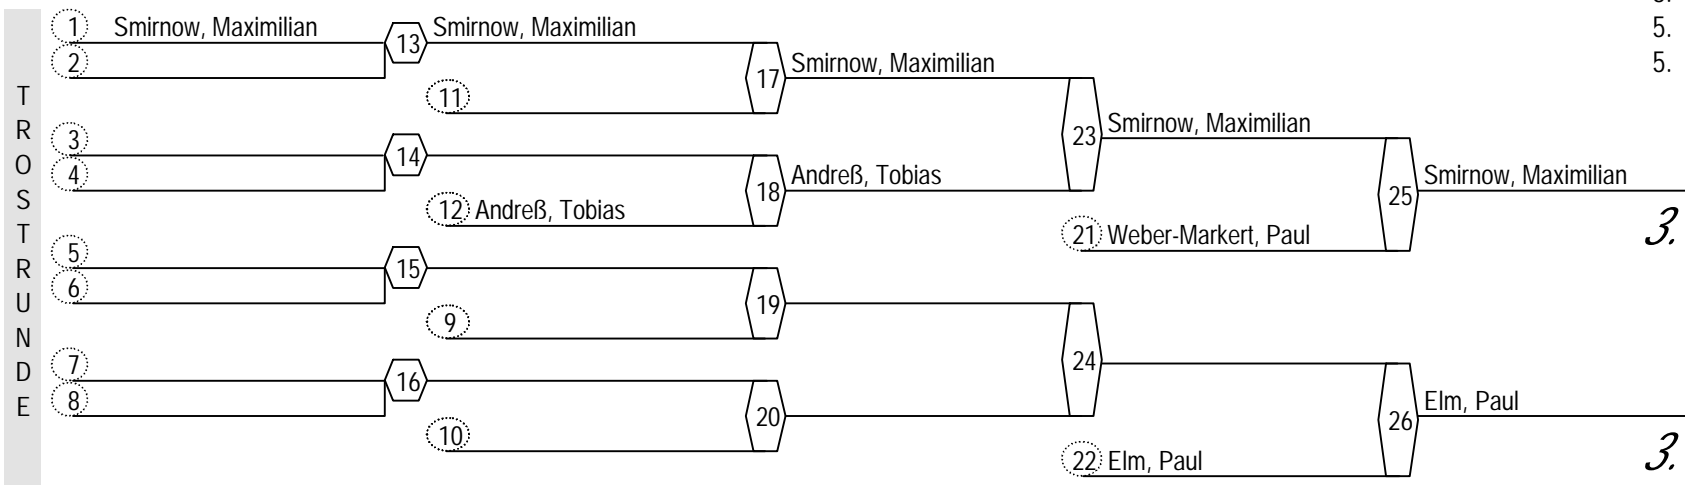 TROSTRUNDE
1 Smirnow, Maximilian 13 Smirnow, Maximilian
5.
2
17 Smirnow, Maximilian
5.
11
3
23 Smirnow, Maximilian
14
4
18 Andreß, Tobias
25 Smirnow, Maximilian
12 Andreß, Tobias
3.
21 Weber-Markert, Paul
5
15
6
19
9
7
24
16
8
20
26 Elm, Paul
10
3.
22 Elm, Paul